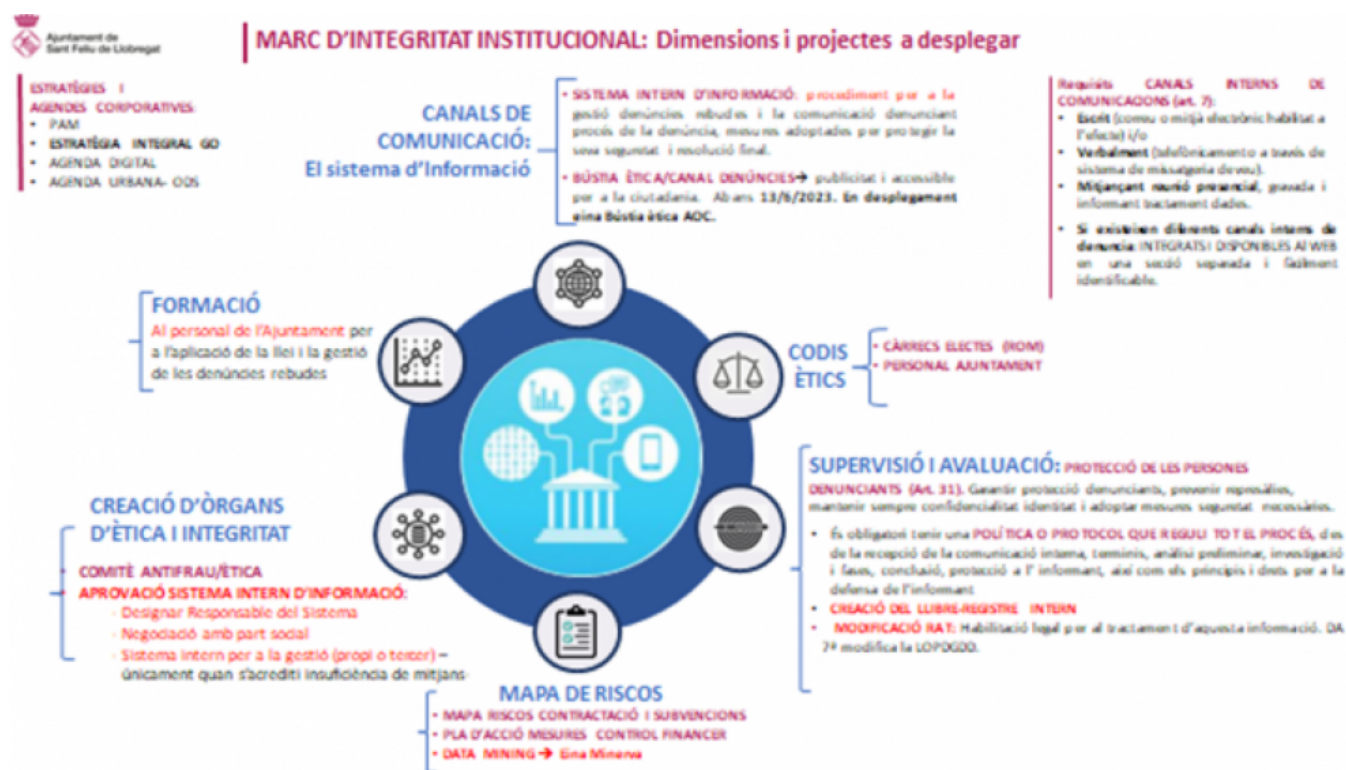 Ajuntament de
Sant Feliu de Llobregat
MARC D'INTEGRITAT INSTITUCIONAL: Dimensions i projectes a desplegar
ESTRATÈGIES I
AGENDES CORPORATIVES:
• PAM
• ESTRATÈGIA INTEGRAL GO
• AGENDA DIGITAL
• AGENDA URBANA- ODS
CANALS DE
COMUNICACIÓ:
El sistema d'Informació
• SISTEMA INTERN D'INFORMACIÓ: procediment per a la
gestió denúncies rebudes i la comunicació denunciant
procés de la denúncia, mesures adoptades per protegir la
seva seguretat i resolució final.
• BÚSTIA ÈTICA/CANAL DENÚNCIES→ publicitat i accessible
per a la ciutadania. Abans 13/6/2023. En desplegament
eina Bústia ètica AOC.
Requisits CANALS INTERNS DE
COMUNICACIONS (art. 7):
• Escrit (correu o mitjà electrònic habilitat a
l'efecte) i/o
• Verbalment (telefònicament o a través de
sistema de missatgeria de veu).
• Mitjançant reunió presencial, gravada i
informant tractament dades.
• Si existeixen diferents canals interns de
denuncia: INTEGRATS I DISPONIBLES AL WEB
en una secció separada i fàcilment
identificable.
FORMACIÓ
Al personal de l'Ajuntament per
a l'aplicació de la llei i la gestió
de les denúncies rebudes
CODIS
ÈTICS
• CÀRRECS ELECTES (ROM)
• PERSONAL AJUNTAMENT
SUPERVISIÓ I AVALUACIÓ: PROTECCIÓ DE LES PERSONES
DENUNCIANTS (Art. 31). Garantir protecció denunciants, prevenir represàlies,
mantenir sempre confidencialitat identitat i adoptar mesures seguretat necessàries.
• És obligatori tenir una POLÍTICA O PROTOCOL QUE REGULI TOT EL PROCÉS, des
de la recepció de la comunicació interna, terminis, anàlisi preliminar, investigació
i fases, conclusió, protecció a l' informant, així com els principis i drets per a la
defensa de l'informant
• CREACIÓ DEL LLIBRE-REGISTRE INTERN
• MODIFICACIÓ RAT: Habilitació legal per al tractament d'aquesta informació. DA
7ª modifica la LOPDGDD.
CREACIÓ D'ÒRGANS
D'ÈTICA I INTEGRITAT
• COMITÈ ANTIFRAU/ÈTICA
• APROVACIÓ SISTEMA INTERN D'INFORMACIÓ:
- Designar Responsable del Sistema
- Negociació amb part social
- Sistema intern per a la gestió (propi o tercer) –
únicament quan s'acrediti insuficiència de mitjans-
MAPA DE RISCOS
• MAPA RISCOS CONTRACTACIÓ I SUBVENCIONS
• PLA D'ACCIÓ MESURES CONTROL FINANCER
• DATA MINING → Eina Minerva